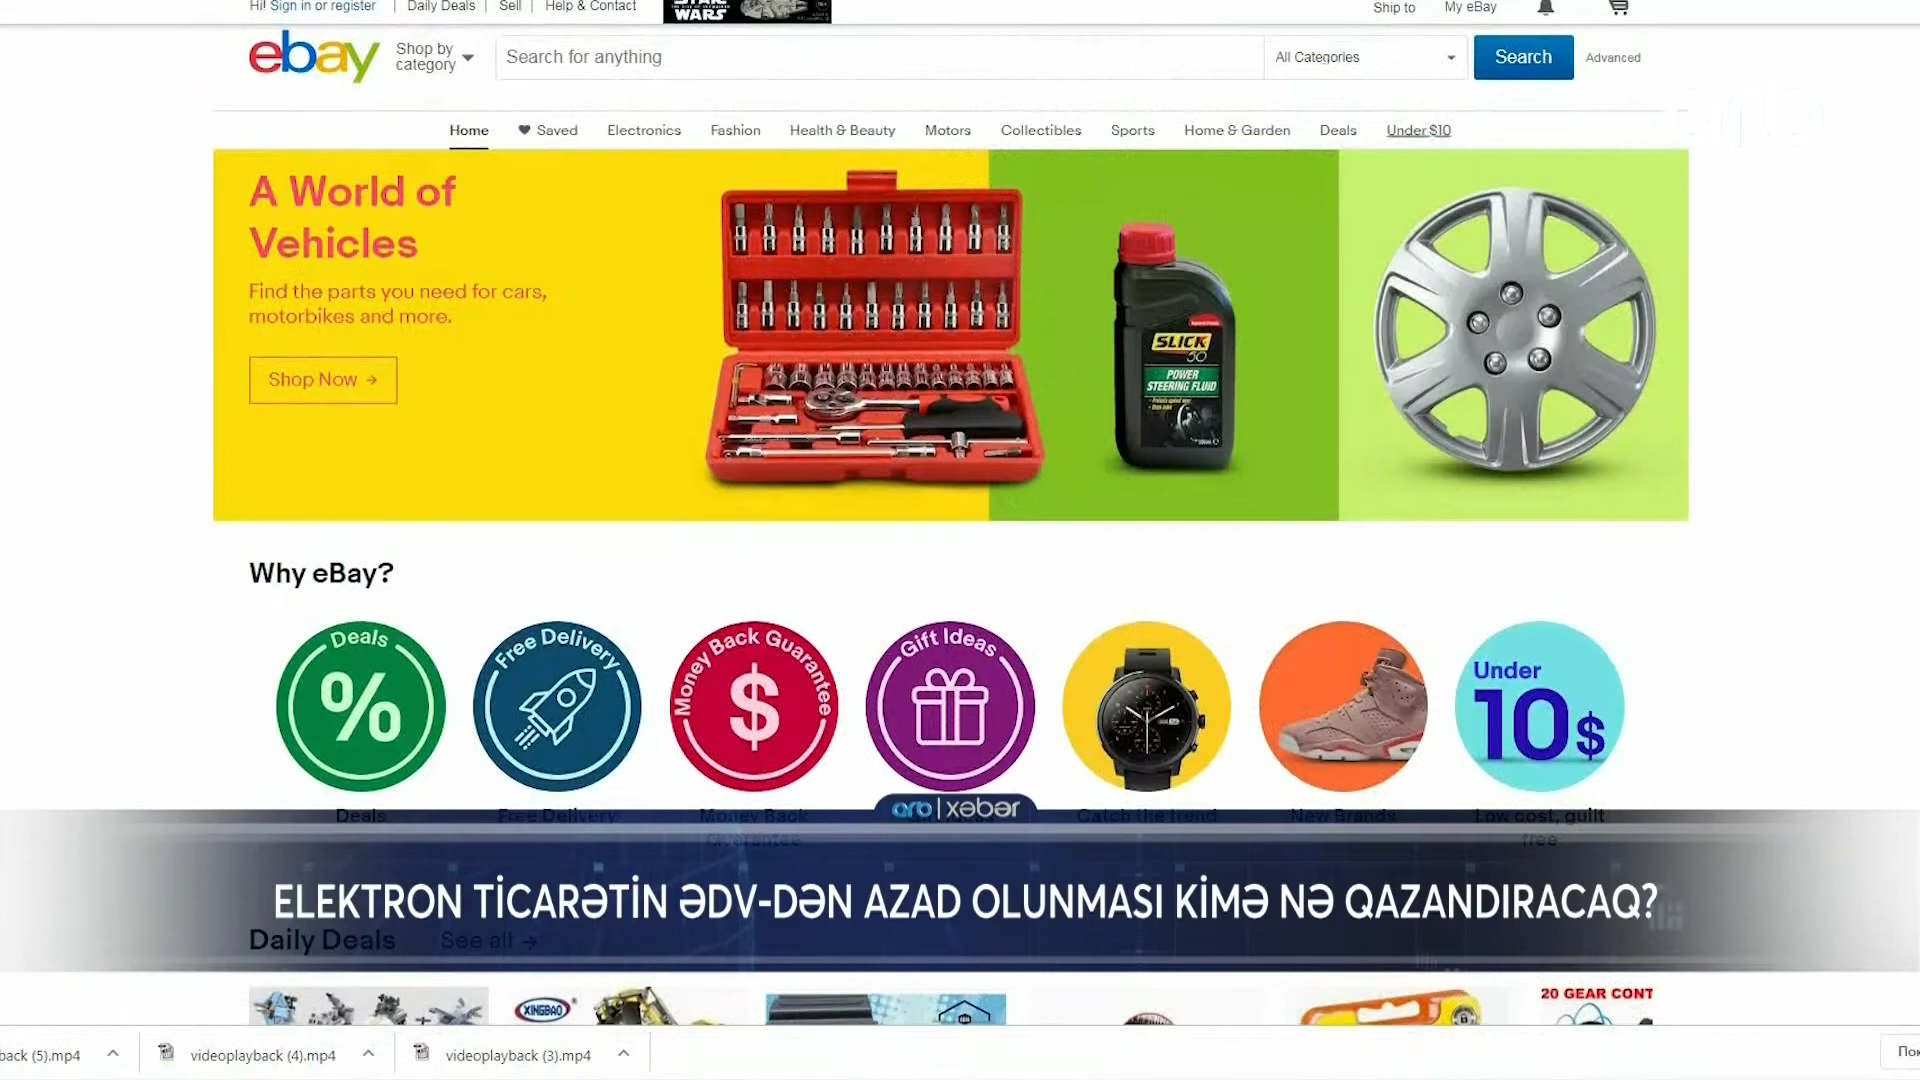 Hi! Sign in or register | Daily Deals | Sell | Help & Contact
STAR WARS
Ship to My eBay
ebay
Shop by category
Search for anything
All Categories
Search
Advanced
arb
Home Saved Electronics Fashion Health & Beauty Motors Collectibles Sports Home & Garden Deals Under $10
A World of
Vehicles
Find the parts you need for cars,
motorbikes and more.
Shop Now →
SLICK
50
POWER
STEERING FLUID
Why eBay?
Deals
%
Free Delivery
Money Back Guarantee
$
Gift Ideas
Under
10$
Deals
Free Delivery
Money Back
Guarantee
Catch the trend
New Brands
Low cost, guilt
free
arb | xəbər
ELEKTRON TİCARƏTİN ƏDV-DƏN AZAD OLUNMASI KİMƏ NƏ QAZANDIRACAQ?
Daily Deals See all →
XINGBAO
20 GEAR CONT
back (5).mp4
videoplayback (4).mp4
videoplayback (3).mp4
Пок